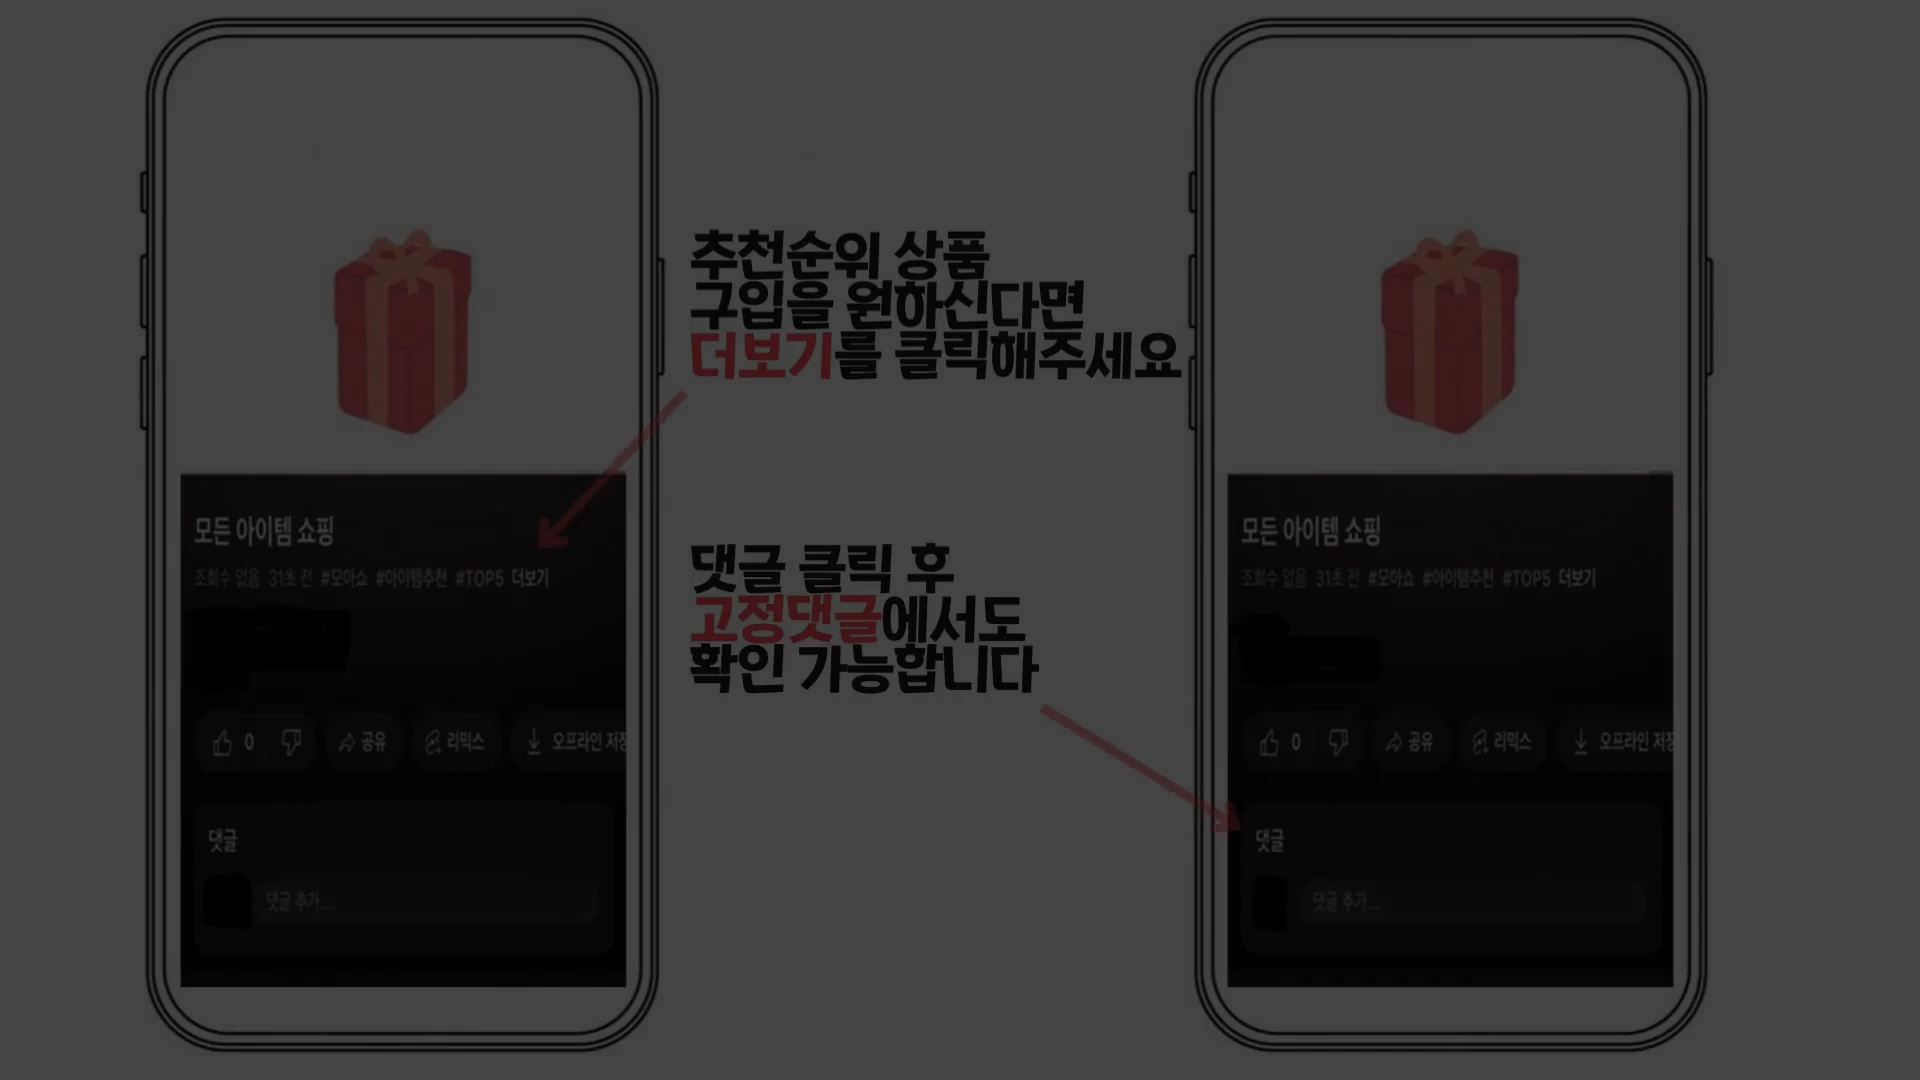 추천순위 상품
구입을 원하신다면
더보기를 클릭해주세요
모든 아이템 쇼핑
조회수 없음 31초 전 #모아쇼 #아이템추천 #TOP5 더보기
0 공유 리믹스 오프라인 저장
댓글
댓글 추가...
댓글 클릭 후
고정댓글에서도
확인 가능합니다
모든 아이템 쇼핑
조회수 없음 31초 전 #모아쇼 #아이템추천 #TOP5 더보기
0 공유 리믹스 오프라인 저장
댓글
댓글 추가...